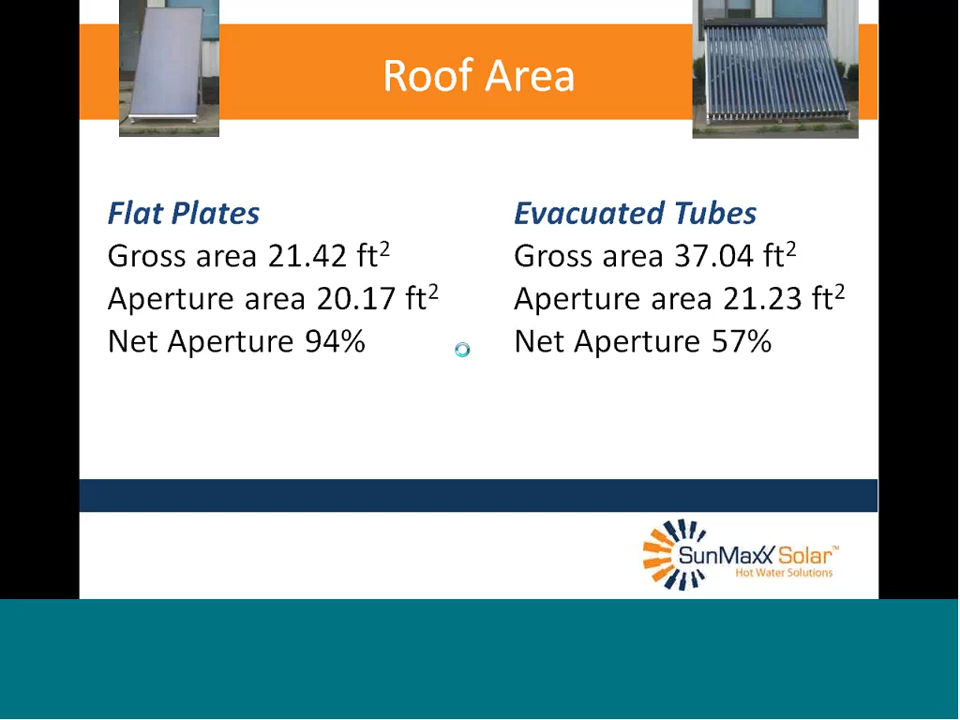 Roof Area
Flat Plates
Gross area 21.42 ft²
Aperture area 20.17 ft²
Net Aperture 94%
Evacuated Tubes
Gross area 37.04 ft²
Aperture area 21.23 ft²
Net Aperture 57%
SunMaxx Solar™
Hot Water Solutions